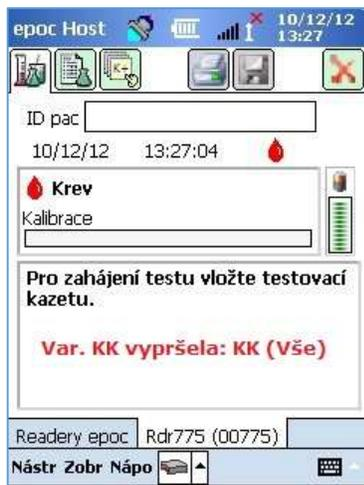 epoc Host 10/12/12
13:27
K+
ID pac
10/12/12 13:27:04
Krev
Kalibrace
Pro zahájení testu vložte testovací
kazetu.
Var. KK vypršela: KK (Vše)
Readery epoc Rdr775 (00775)
Nástr Zobr Nápo